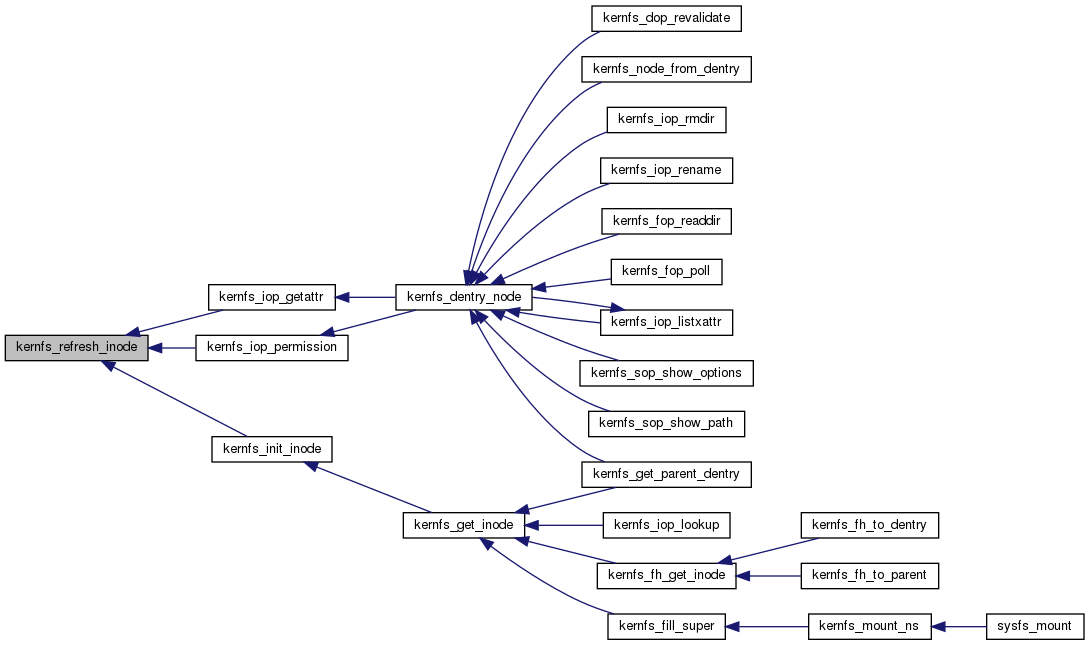 kernfs_dop_revalidate
kernfs_node_from_dentry
kernfs_iop_rmdir
kernfs_iop_rename
kernfs_fop_readdir
kernfs_fop_poll
kernfs_iop_getattr
kernfs_dentry_node
kernfs_iop_listxattr
kernfs_refresh_inode
kernfs_iop_permission
kernfs_sop_show_options
kernfs_sop_show_path
kernfs_init_inode
kernfs_get_parent_dentry
kernfs_get_inode
kernfs_iop_lookup
kernfs_fh_to_dentry
kernfs_fh_get_inode
kernfs_fh_to_parent
kernfs_fill_super
kernfs_mount_ns
sysfs_mount